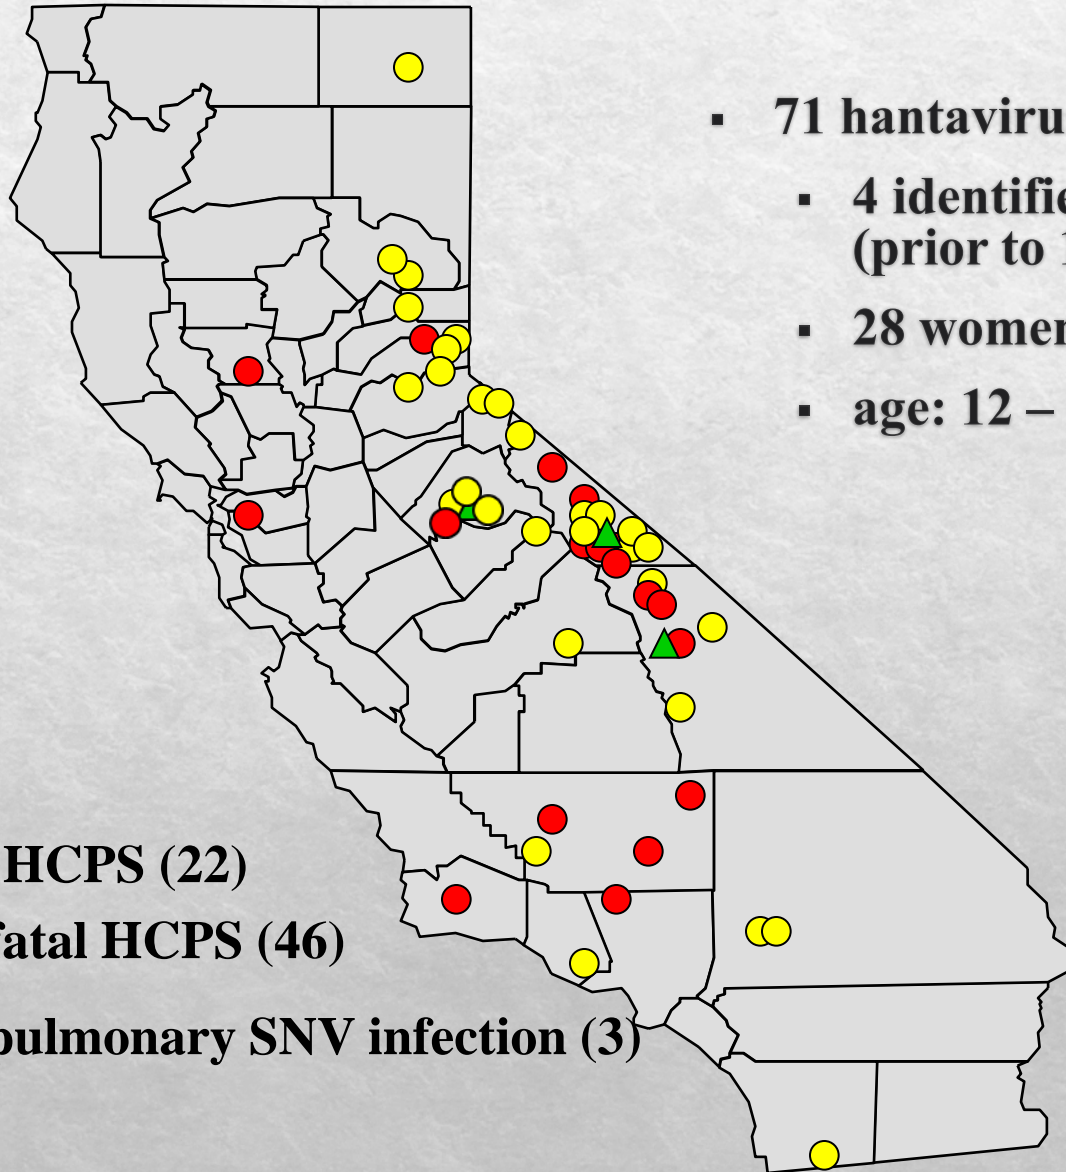 ▪ 71 hantaviru
▪ 4 identifie
(prior to 1
▪ 28 women
▪ age: 12 –
HCPS (22)
fatal HCPS (46)
pulmonary SNV infection (3)